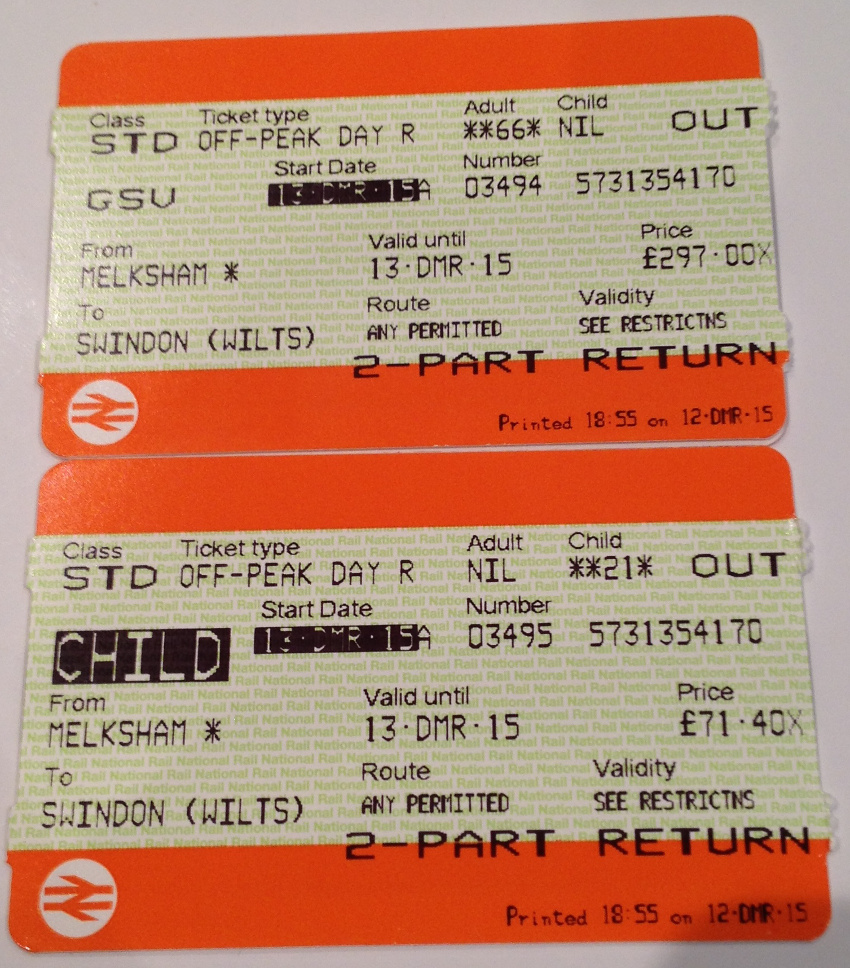 Class Ticket type Adult Child
STD OFF-PEAK DAY R **66* NIL OUT
Start Date Number
GSV 13·DMR·15A 03494 5731354170
From Valid until Price
MELKSHAM * 13·DMR·15 £297·00X
To Route Validity
SWINDON (WILTS) ANY PERMITTED SEE RESTRICTNS
2-PART RETURN
Printed 18:55 on 12·DMR·15
Class Ticket type Adult Child
STD OFF-PEAK DAY R NIL **21* OUT
Start Date Number
CHILD 13·DMR·15A 03495 5731354170
From Valid until Price
MELKSHAM * 13·DMR·15 £71·40X
To Route Validity
SWINDON (WILTS) ANY PERMITTED SEE RESTRICTNS
2-PART RETURN
Printed 18:55 on 12·DMR·15